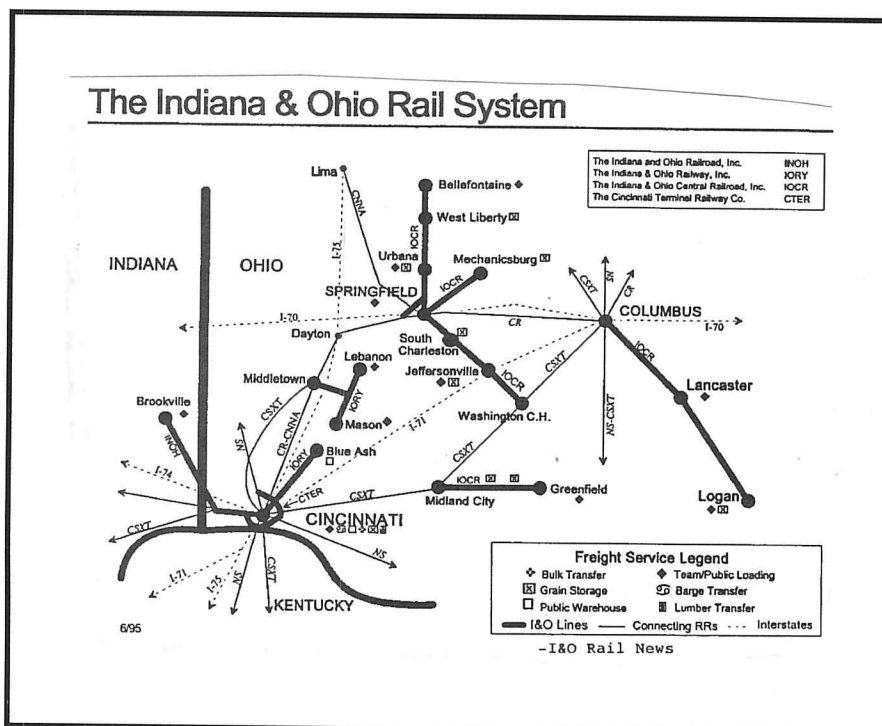 The Indiana & Ohio Rail System
The Indiana and Ohio Railroad, Inc. INOH
The Indiana & Ohio Railway, Inc. IORY
The Indiana & Ohio Central Railroad, Inc. IOCR
The Cincinnati Terminal Railway Co. CTER
Lima
Bellefontaine
CNNA
West Liberty
IOCR
I-75
Urbana
Mechanicsburg
INDIANA
OHIO
IOCR
CSXT
NS
CR
SPRINGFIELD
COLUMBUS
I-70
CR
I-70
Dayton
South
Charleston
CSXT
IOCR
Lebanon
Jeffersonville
IOCR
Middletown
Lancaster
Brookville
CSXT
IORY
Washington C.H.
Mason
I-71
NS-CSXT
INOH
NS
CR-CNNA
IORY
Blue Ash
CSXT
I-74
IOCR
CTER
CSXT
Midland City
Greenfield
Logan
CINCINNATI
CSXT
NS
I-71
I-75
NS
CSXT
KENTUCKY
Freight Service Legend
Bulk Transfer
Team/Public Loading
Grain Storage
Barge Transfer
Public Warehouse
Lumber Transfer
I&O Lines
Connecting RRs
Interstates
6/95
-I&O Rail News